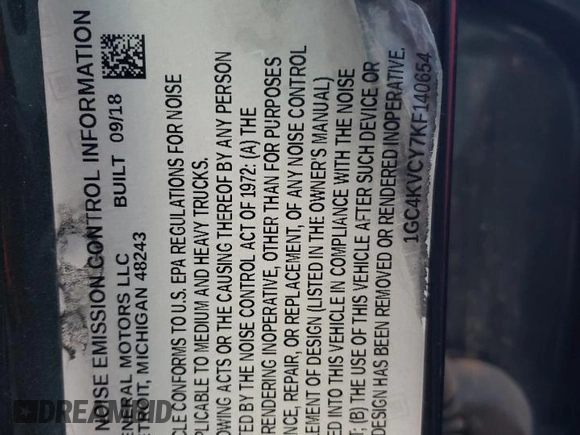 NOISE EMISSION CONTROL INFORMATION
GENERAL MOTORS LLC
DETROIT, MICHIGAN 48243 BUILT 09/18
CLE CONFORMS TO U.S. EPA REGULATIONS FOR NOISE
PLICABLE TO MEDIUM AND HEAVY TRUCKS.
OWING ACTS OR THE CAUSING THEREOF BY ANY PERSON
TED BY THE NOISE CONTROL ACT OF 1972: (A) THE
RENDERING INOPERATIVE, OTHER THAN FOR PURPOSES
NCE, REPAIR, OR REPLACEMENT, OF ANY NOISE CONTROL
LEMENT OF DESIGN (LISTED IN THE OWNER'S MANUAL)
ED INTO THIS VEHICLE IN COMPLIANCE WITH THE NOISE
T; (B) THE USE OF THIS VEHICLE AFTER SUCH DEVICE OR
DESIGN HAS BEEN REMOVED OR RENDERED INOPERATIVE.
1GC4KVCY7KF140654
DREAMBID